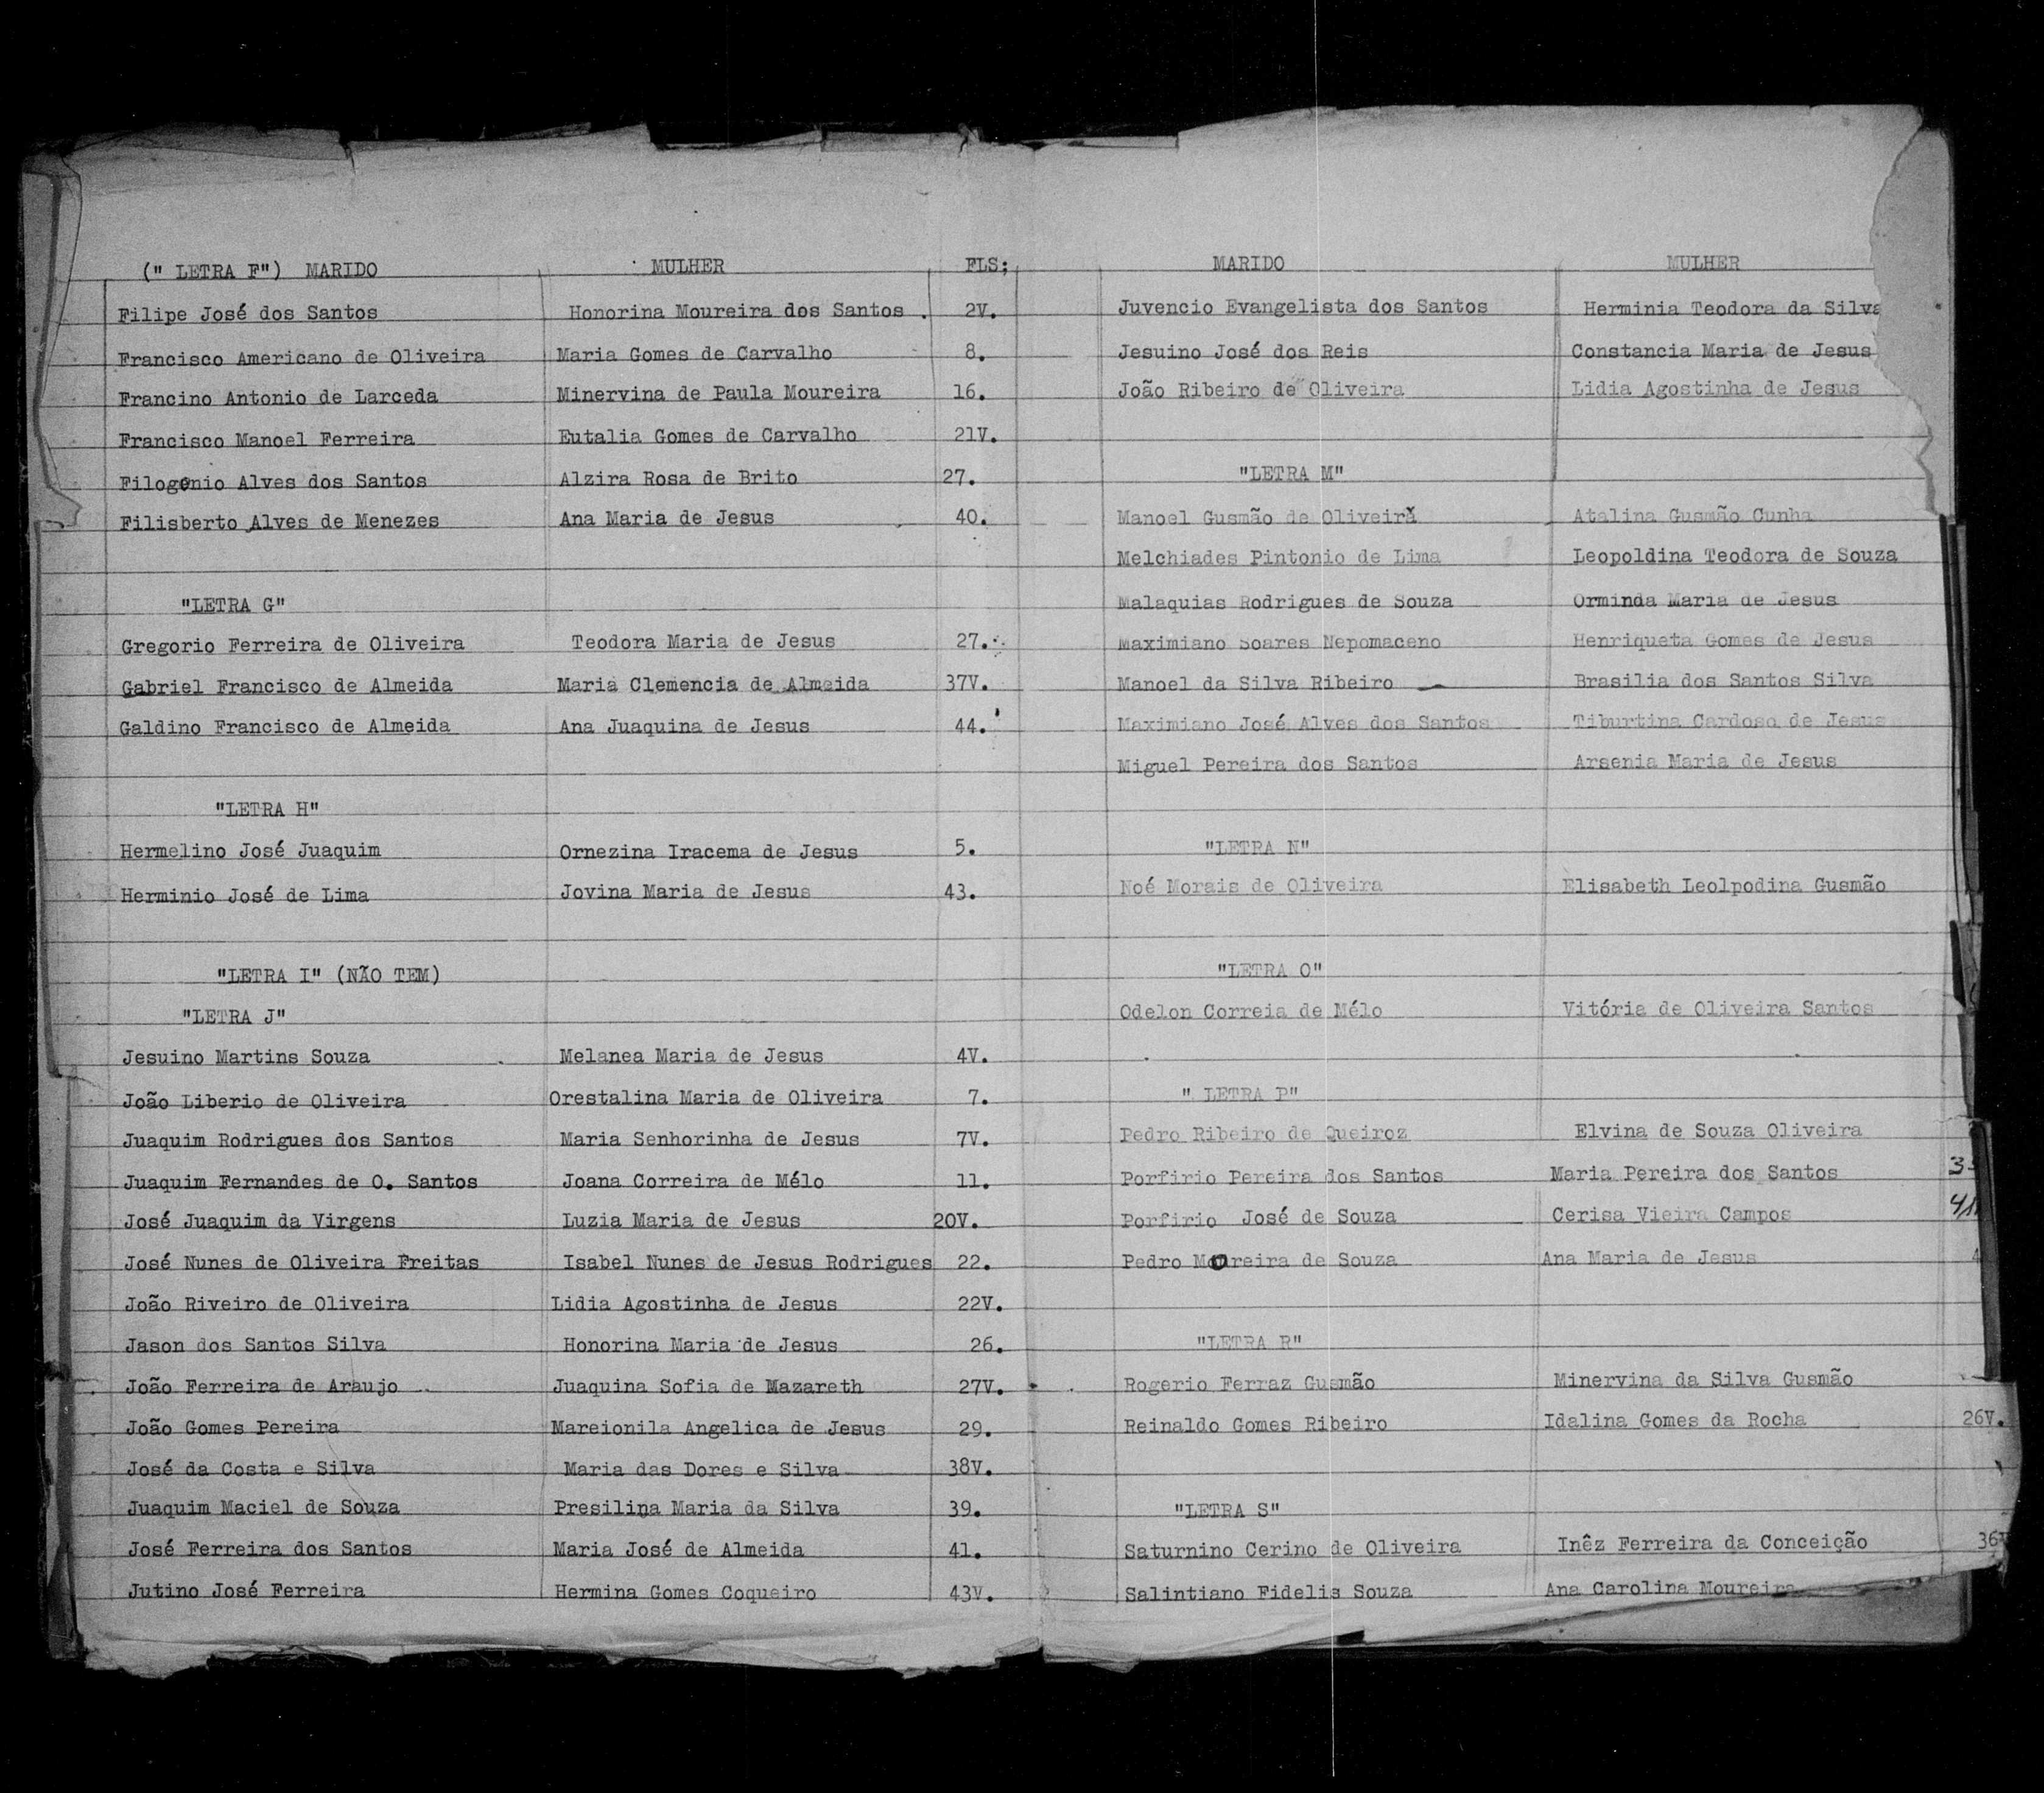 (" LETRA F") MARIDO MULHER FLS;
Filipe José dos Santos Honorina Moureira dos Santos . 2V.
Francisco Americano de Oliveira Maria Gomes de Carvalho 8.
Francino Antonio de Larceda Minervina de Paula Moureira 16.
Francisco Manoel Ferreira Eutalia Gomes de Carvalho 21V.
Filogonio Alves dos Santos Alzira Rosa de Brito 27.
Filisberto Alves de Menezes Ana Maria de Jesus 40.
"LETRA G"
Gregorio Ferreira de Oliveira Teodora Maria de Jesus 27.
Gabriel Francisco de Almeida Maria Clemencia de Almeida 37V.
Galdino Francisco de Almeida Ana Juaquina de Jesus 44.
"LETRA H"
Hermelino José Juaquim Ornezina Iracema de Jesus 5.
Herminio José de Lima Jovina Maria de Jesus 43.
"LETRA I" (NÃO TEM)
"LETRA J"
Jesuino Martins Souza Melanea Maria de Jesus 4V.
João Liberio de Oliveira Orestalina Maria de Oliveira 7.
Juaquim Rodrigues dos Santos Maria Senhorinha de Jesus 7V.
Juaquim Fernandes de O. Santos Joana Correira de Mélo 11.
José Juaquim da Virgens Luzia Maria de Jesus 20V.
José Nunes de Oliveira Freitas Isabel Nunes de Jesus Rodrigues 22.
João Riveiro de Oliveira Lidia Agostinha de Jesus 22V.
Jason dos Santos Silva Honorina Maria de Jesus 26.
João Ferreira de Araujo Juaquina Sofia de Mazareth 27V.
João Gomes Pereira Mareionila Angelica de Jesus 29.
José da Costa e Silva Maria das Dores e Silva 38V.
Juaquim Maciel de Souza Presilina Maria da Silva 39.
José Ferreira dos Santos Maria José de Almeida 41.
Jutino José Ferreira Hermina Gomes Coqueiro 43V.
MARIDO MULHER
Juvencio Evangelista dos Santos Herminia Teodora da Silva
Jesuino José dos Reis Constancia Maria de Jesus
João Ribeiro de Oliveira Lidia Agostinha de Jesus
"LETRA M"
Manoel Gusmão de Oliveira Atalina Gusmão Cunha
Melchiades Pintonio de Lima Leopoldina Teodora de Souza
Malaquias Rodrigues de Souza Orminda Maria de Jesus
Maximiano Soares Nepomaceno Henriqueta Gomes de Jesus
Manoel da Silva Ribeiro Brasilia dos Santos Silva
Maximiano José Alves dos Santos Tiburtina Cardoso de Jesus
Miguel Pereira dos Santos Arsenia Maria de Jesus
"LETRA N"
Noé Morais de Oliveira Elisabeth Leolpodina Gusmão
"LETRA O"
Odelon Correia de Mélo Vitória de Oliveira Santos
" LETRA P"
Pedro Ribeiro de Queiroz Elvina de Souza Oliveira
Porfirio Pereira dos Santos Maria Pereira dos Santos
Porfirio José de Souza Cerisa Vieira Campos
Pedro Moureira de Souza Ana Maria de Jesus
"LETRA R"
Rogerio Ferraz Gusmão Minervina da Silva Gusmão
Reinaldo Gomes Ribeiro Idalina Gomes da Rocha 26V.
"LETRA S"
Saturnino Cerino de Oliveira Inêz Ferreira da Conceição 36
Salintiano Fidelis Souza Ana Carolina Moureira